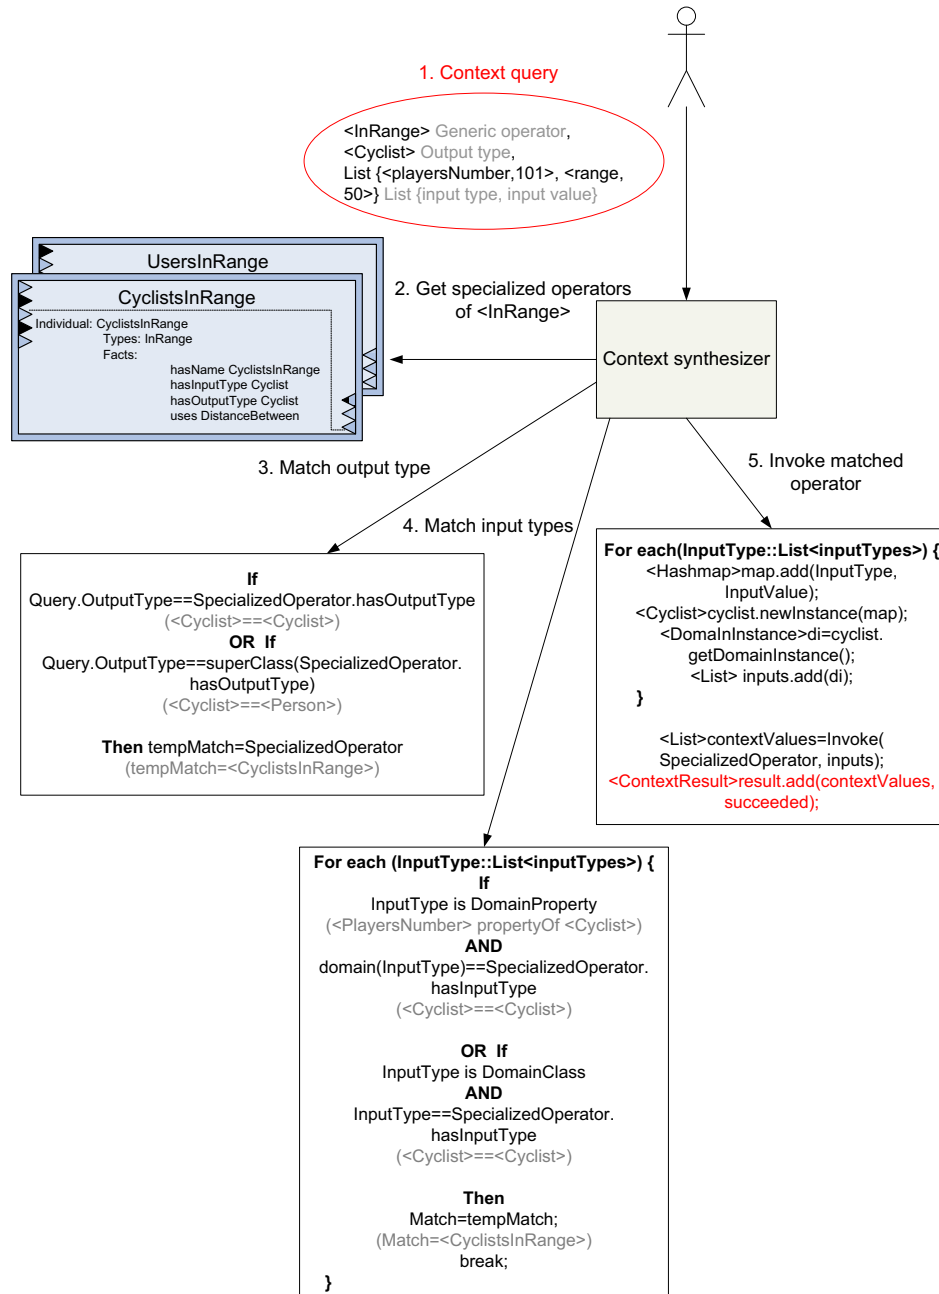 1. Context query
<InRange> Generic operator,
<Cyclist> Output type,
List {<playersNumber,101>, <range,
50>} List {input type, input value}
UsersInRange
CyclistsInRange
Individual: CyclistsInRange
Types: InRange
Facts:
hasName CyclistsInRange
hasInputType Cyclist
hasOutputType Cyclist
uses DistanceBetween
2. Get specialized operators
of <InRange>
Context synthesizer
3. Match output type
4. Match input types
5. Invoke matched
operator
If
Query.OutputType==SpecializedOperator.hasOutputType
(<Cyclist>==<Cyclist>)
OR If
Query.OutputType==superClass(SpecializedOperator.
hasOutputType)
(<Cyclist>==<Person>)
Then tempMatch=SpecializedOperator
(tempMatch=<CyclistsInRange>)
For each(InputType::List<inputTypes>) {
<Hashmap>map.add(InputType,
InputValue);
<Cyclist>cyclist.newInstance(map);
<DomaInInstance>di=cyclist.
getDomainInstance();
<List> inputs.add(di);
}
<List>contextValues=Invoke(
SpecializedOperator, inputs);
<ContextResult>result.add(contextValues,
succeeded);
For each (InputType::List<inputTypes>) {
If
InputType is DomainProperty
(<PlayersNumber> propertyOf <Cyclist>)
AND
domain(InputType)==SpecializedOperator.
hasInputType
(<Cyclist>==<Cyclist>)
OR If
InputType is DomainClass
AND
InputType==SpecializedOperator.
hasInputType
(<Cyclist>==<Cyclist>)
Then
Match=tempMatch;
(Match=<CyclistsInRange>)
break;
}